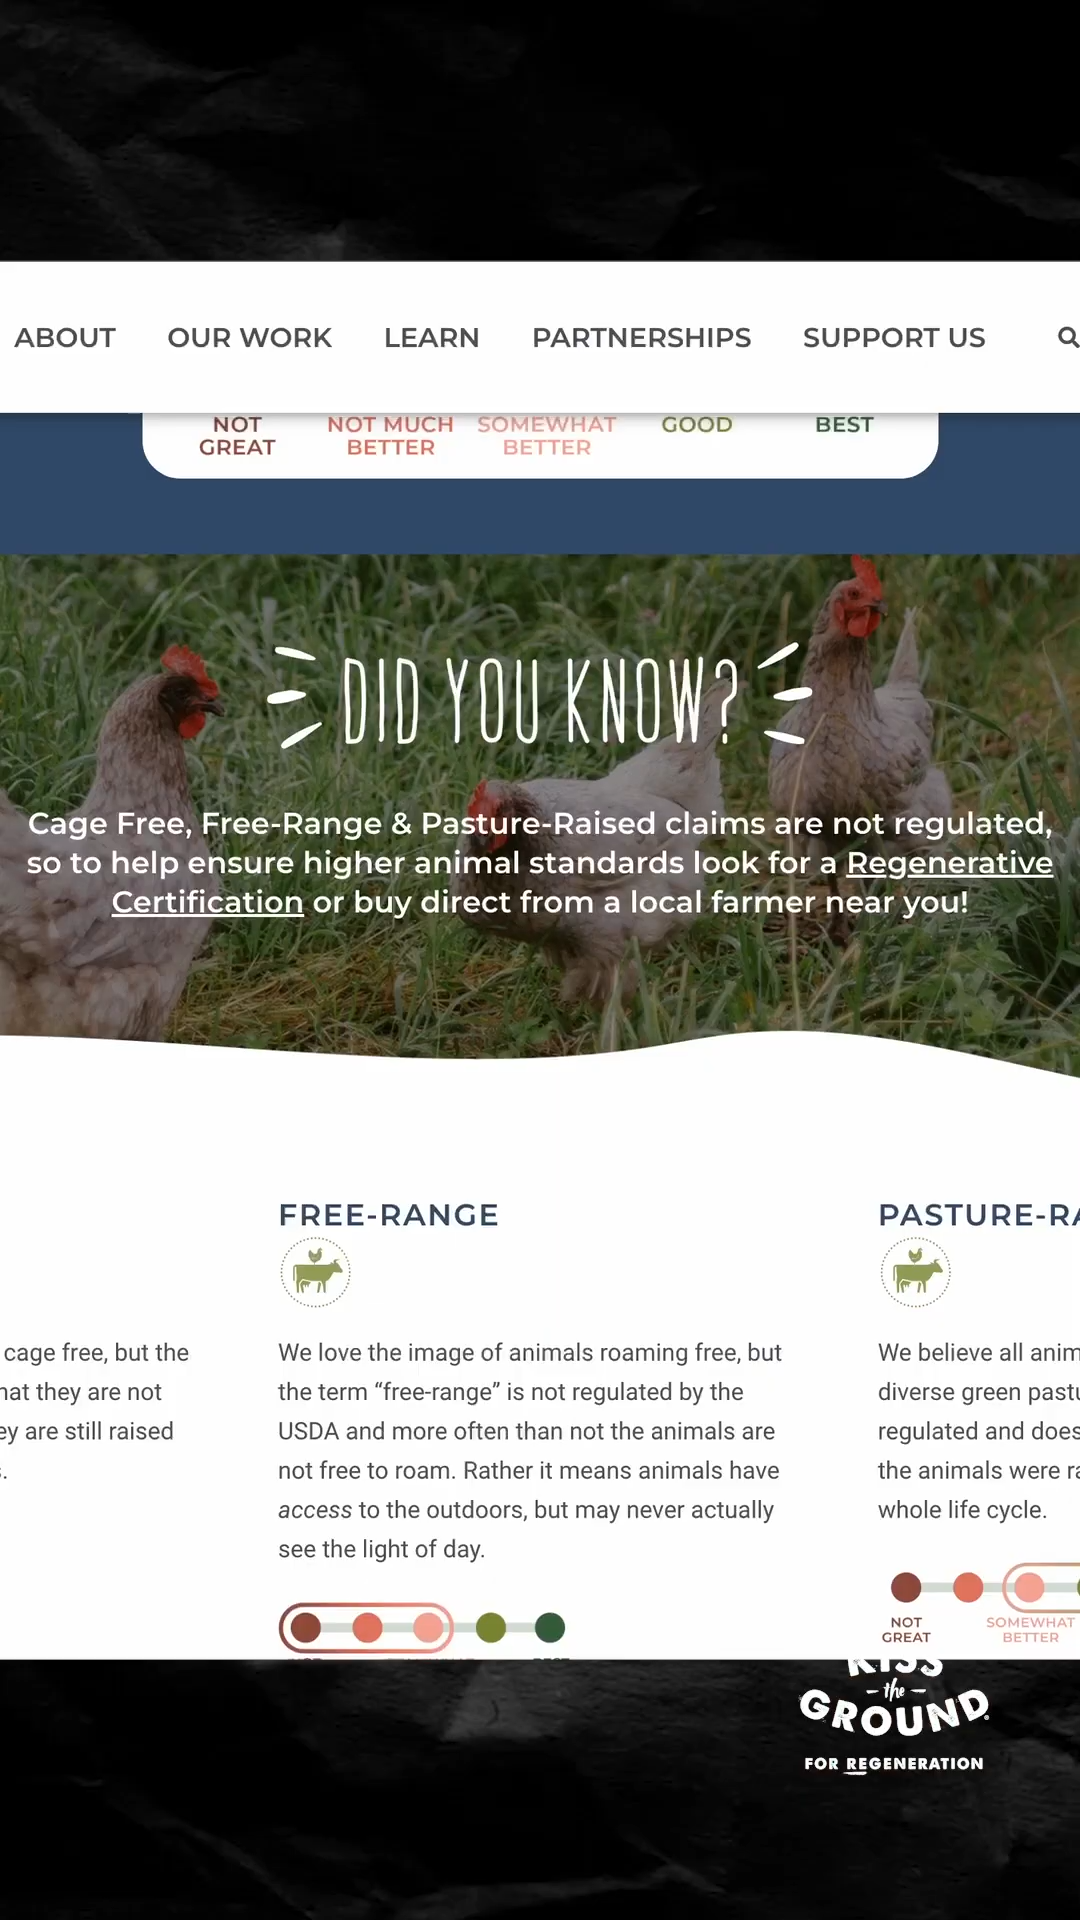 ABOUT OUR WORK LEARN PARTNERSHIPS SUPPORT US
NOT GREAT
NOT MUCH BETTER
SOMEWHAT BETTER
GOOD
BEST
DID YOU KNOW?
Cage Free, Free-Range & Pasture-Raised claims are not regulated,
so to help ensure higher animal standards look for a Regenerative
Certification or buy direct from a local farmer near you!
cage free, but the
they are not
are still raised
FREE-RANGE
We love the image of animals roaming free, but
the term “free-range” is not regulated by the
USDA and more often than not the animals are
not free to roam. Rather it means animals have
access to the outdoors, but may never actually
see the light of day.
PASTURE-RA
We believe all anim
diverse green pastu
regulated and does
the animals were ra
whole life cycle.
NOT GREAT
SOMEWHAT BETTER
KISS
the
GROUND
FOR REGENERATION